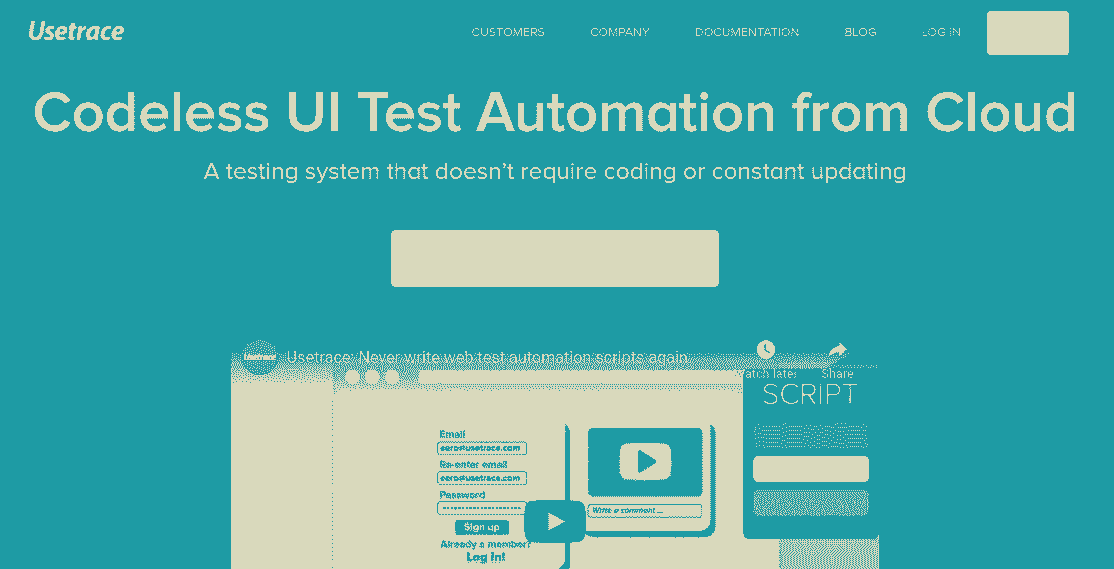 Usetrace
CUSTOMERS COMPANY DOCUMENTATION BLOG LOG IN
Codeless UI Test Automation from Cloud
A testing system that doesn't require coding or constant updating
Usetrace
Usetrace: Never write web test automation scripts again.
Watch later Share
SCRIPT
Email
eero@usetrace.com
Re-enter email
eero@usetrace.com
Password
Write a comment ...
Sign up
Already a member?
Log in!